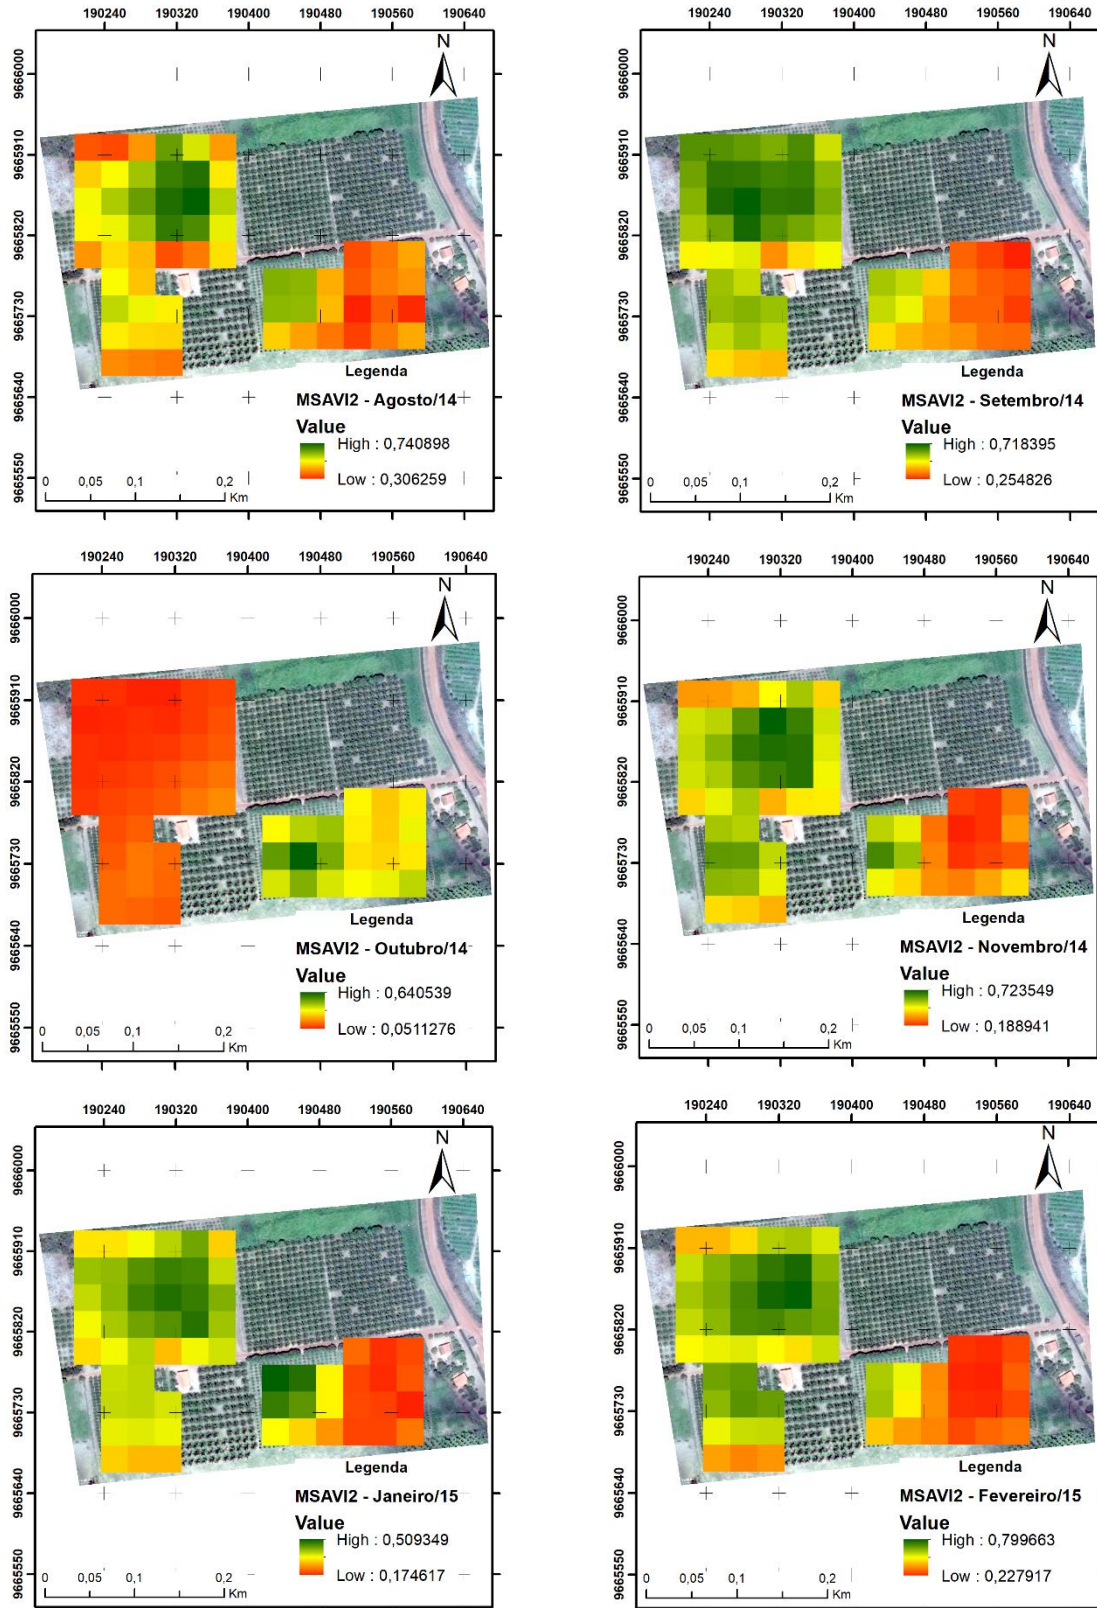 190240 190320 190400 190480 190560 190640
N
9666000
9665910
9665820
9665730
9665640
9665550
Legenda
MSAVI2 - Agosto/14
Value
High : 0,740898
Low : 0,306259
0 0,05 0,1 0,2
Km
190240 190320 190400 190480 190560 190640
N
9666000
9665910
9665820
9665730
9665640
9665550
Legenda
MSAVI2 - Setembro/14
Value
High : 0,718395
Low : 0,254826
0 0,05 0,1 0,2
Km
190240 190320 190400 190480 190560 190640
N
9666000
9665910
9665820
9665730
9665640
9665550
Legenda
MSAVI2 - Outubro/14
Value
High : 0,640539
Low : 0,0511276
0 0,05 0,1 0,2
Km
190240 190320 190400 190480 190560 190640
N
9666000
9665910
9665820
9665730
9665640
9665550
Legenda
MSAVI2 - Novembro/14
Value
High : 0,723549
Low : 0,188941
0 0,05 0,1 0,2
Km
190240 190320 190400 190480 190560 190640
N
9666000
9665910
9665820
9665730
9665640
9665550
Legenda
MSAVI2 - Janeiro/15
Value
High : 0,509349
Low : 0,174617
0 0,05 0,1 0,2
Km
190240 190320 190400 190480 190560 190640
N
9666000
9665910
9665820
9665730
9665640
9665550
Legenda
MSAVI2 - Fevereiro/15
Value
High : 0,799663
Low : 0,227917
0 0,05 0,1 0,2
Km